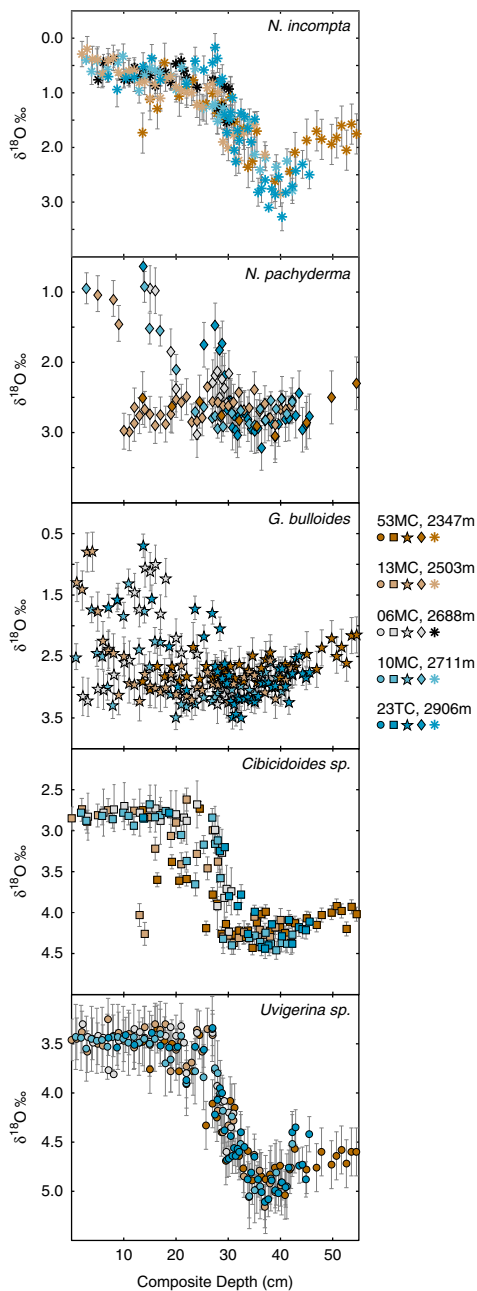 N. incompta
0.0
1.0
2.0
3.0
δ18O ‰
N. pachyderma
1.0
2.0
3.0
δ18O ‰
G. bulloides
0.5
1.5
2.5
3.5
δ18O ‰
53MC, 2347m
13MC, 2503m
06MC, 2688m
10MC, 2711m
23TC, 2906m
Cibicidoides sp.
2.5
3.0
3.5
4.0
4.5
δ18O ‰
Uvigerina sp.
3.5
4.0
4.5
5.0
δ18O ‰
10 20 30 40 50
Composite Depth (cm)